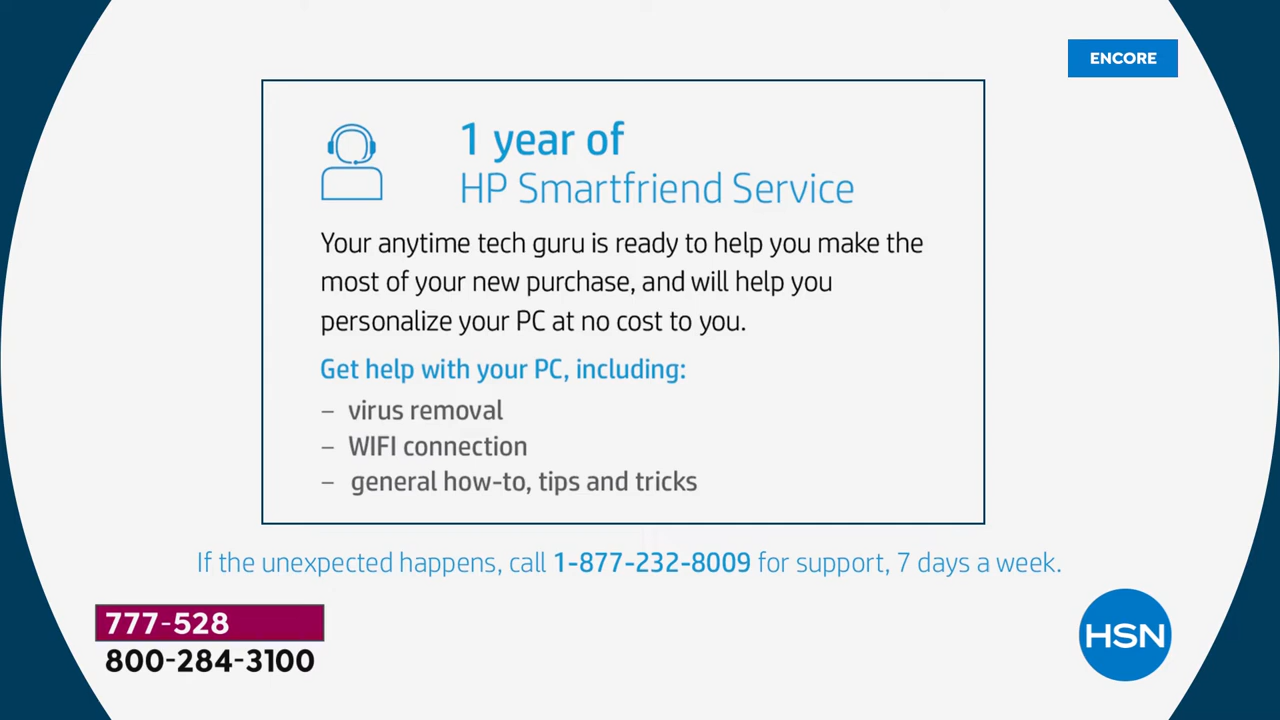 ENCORE
1 year of
HP Smartfriend Service
Your anytime tech guru is ready to help you make the
most of your new purchase, and will help you
personalize your PC at no cost to you.
Get help with your PC, including:
– virus removal
– WIFI connection
– general how-to, tips and tricks
If the unexpected happens, call 1-877-232-8009 for support, 7 days a week.
777-528
800-284-3100
HSN